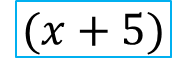 (x + 5)